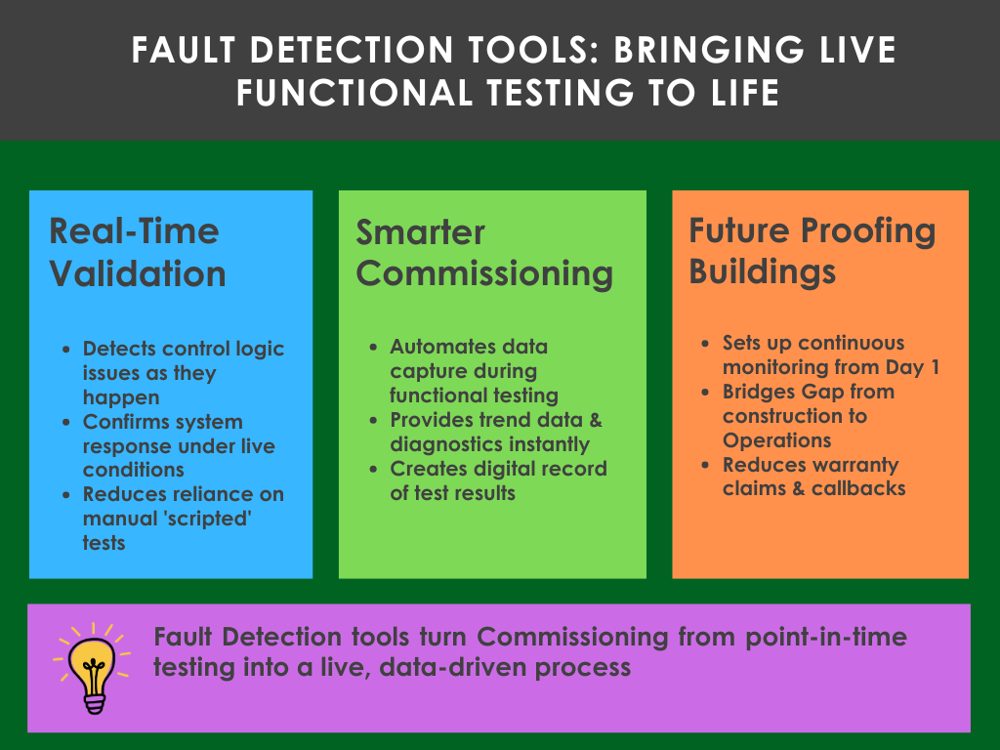 FAULT DETECTION TOOLS: BRINGING LIVE
FUNCTIONAL TESTING TO LIFE
Real-Time
Validation
• Detects control logic
issues as they
happen
• Confirms system
response under live
conditions
• Reduces reliance on
manual 'scripted'
tests
Smarter
Commissioning
• Automates data
capture during
functional testing
• Provides trend data &
diagnostics instantly
• Creates digital record
of test results
Future Proofing
Buildings
• Sets up continuous
monitoring from Day 1
• Bridges Gap from
construction to
Operations
• Reduces warranty
claims & callbacks
Fault Detection tools turn Commissioning from point-in-time
testing into a live, data-driven process